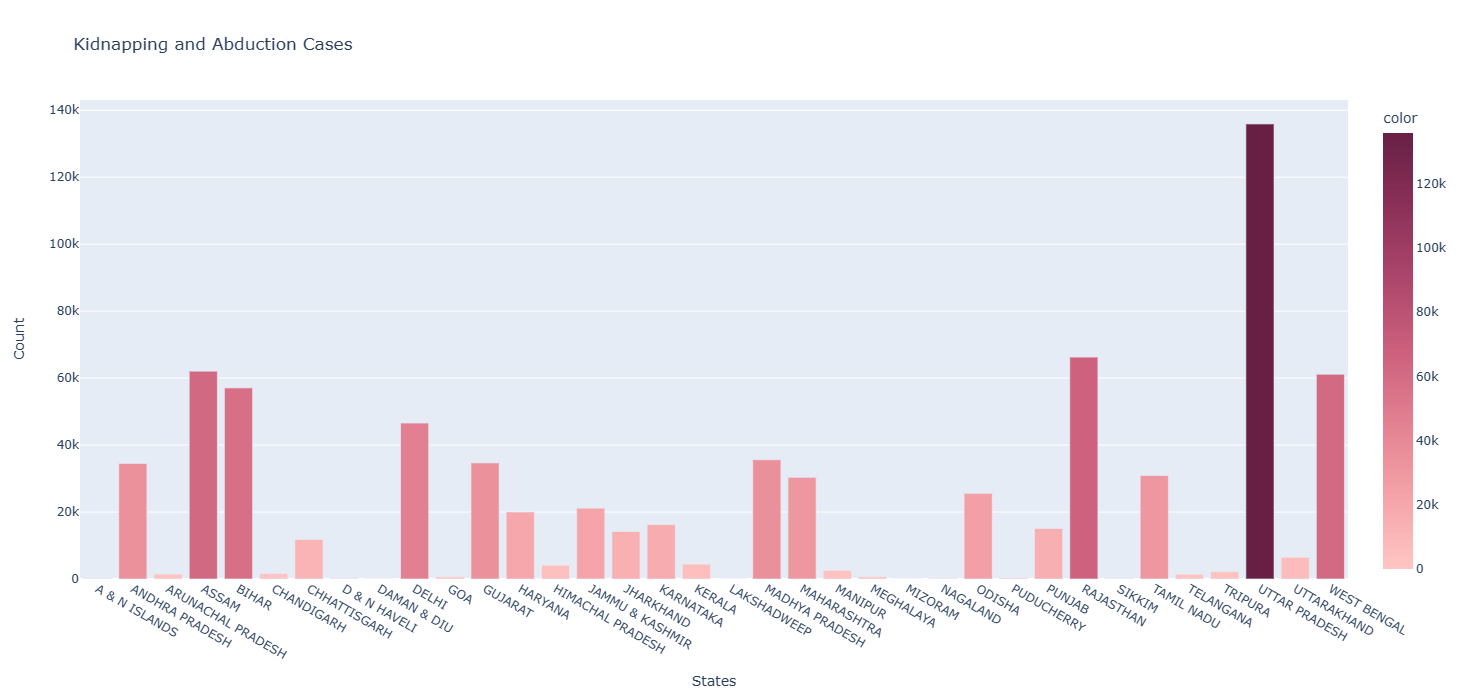 Kidnapping and Abduction Cases
color
140k
120k
100k
80k
60k
40k
20k
0
Count
120k
100k
80k
60k
40k
20k
0
A & N ISLANDS
ANDHRA PRADESH
ARUNACHAL PRADESH
ASSAM
BIHAR
CHANDIGARH
CHHATTISGARH
D & N HAVELI
DAMAN & DIU
DELHI
GOA
GUJARAT
HARYANA
HIMACHAL PRADESH
JAMMU & KASHMIR
JHARKHAND
KARNATAKA
KERALA
LAKSHADWEEP
MADHYA PRADESH
MAHARASHTRA
MANIPUR
MEGHALAYA
MIZORAM
NAGALAND
ODISHA
PUDUCHERRY
PUNJAB
RAJASTHAN
SIKKIM
TAMIL NADU
TELANGANA
TRIPURA
UTTAR PRADESH
UTTARAKHAND
WEST BENGAL
States